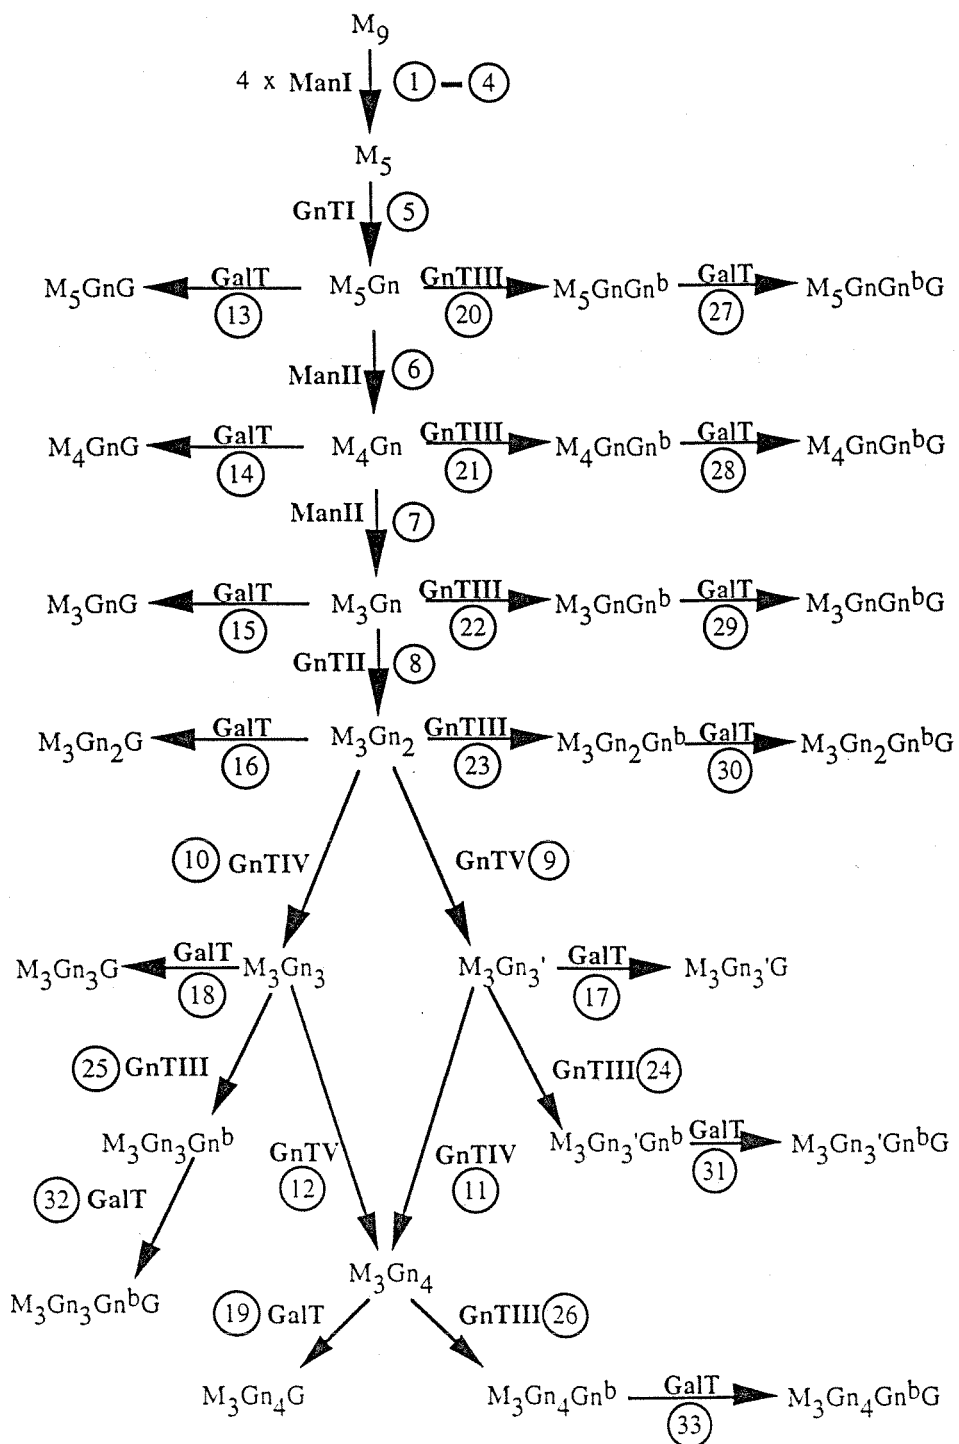 M9
4 x ManI 1 – 4
M5
GnTI 5
M5GnG GalT 13 M5Gn GnTIII 20 M5GnGnb GalT 27 M5GnGnbG
ManII 6
M4GnG GalT 14 M4Gn GnTIII 21 M4GnGnb GalT 28 M4GnGnbG
ManII 7
M3GnG GalT 15 M3Gn GnTIII 22 M3GnGnb GalT 29 M3GnGnbG
GnTII 8
M3Gn2G GalT 16 M3Gn2 GnTIII 23 M3Gn2Gnb GalT 30 M3Gn2GnbG
10 GnTIV GnTV 9
M3Gn3G GalT 18 M3Gn3 M3Gn3' GalT 17 M3Gn3'G
25 GnTIII GnTIII 24
M3Gn3Gnb GnTV 12 GnTIV 11 M3Gn3'Gnb GalT 31 M3Gn3'GnbG
32 GalT
M3Gn4
M3Gn3GnbG 19 GalT GnTIII 26
M3Gn4G M3Gn4Gnb GalT 33 M3Gn4GnbG